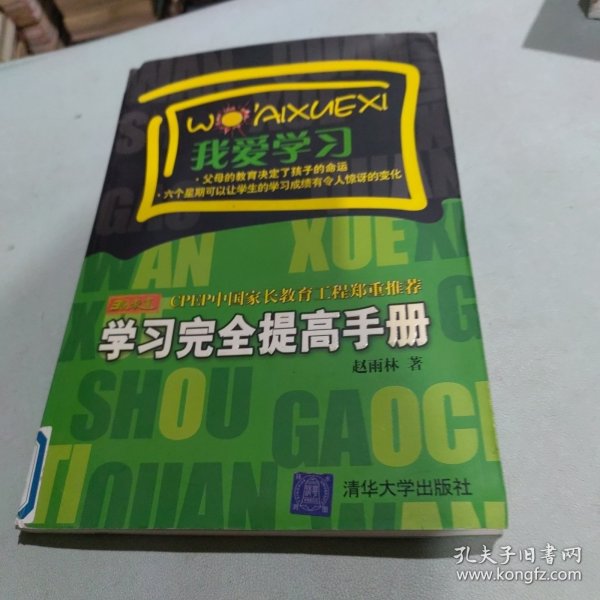 WO AIXUEXI
我爱学习
·父母的教育决定了孩子的命运
·六个星期可以让学生的学习成绩有令人惊讶的变化
CPEP中国家长教育工程郑重推荐
学习完全提高手册
赵雨林 著
WAN XUEXI
SHOU GAOCE
TI QUAN WAN
清华大学出版社
孔夫子旧书网
www.kongfz.com